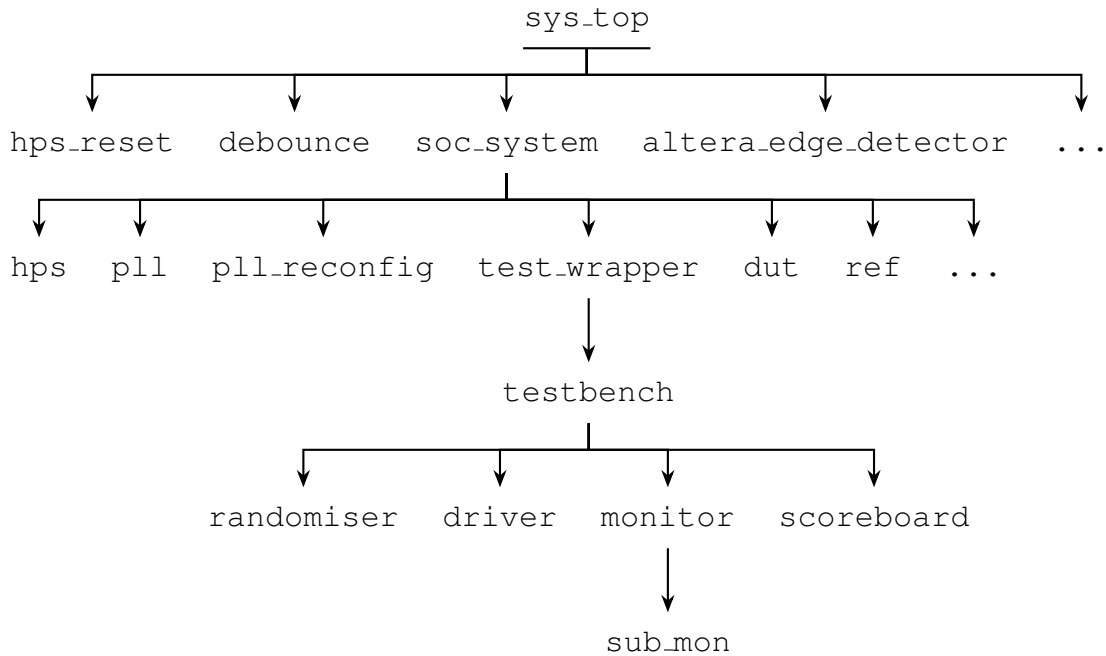 sys_top
hps_reset debounce soc_system altera_edge_detector ...
hps pll pll_reconfig test_wrapper dut ref ...
testbench
randomiser driver monitor scoreboard
sub_mon